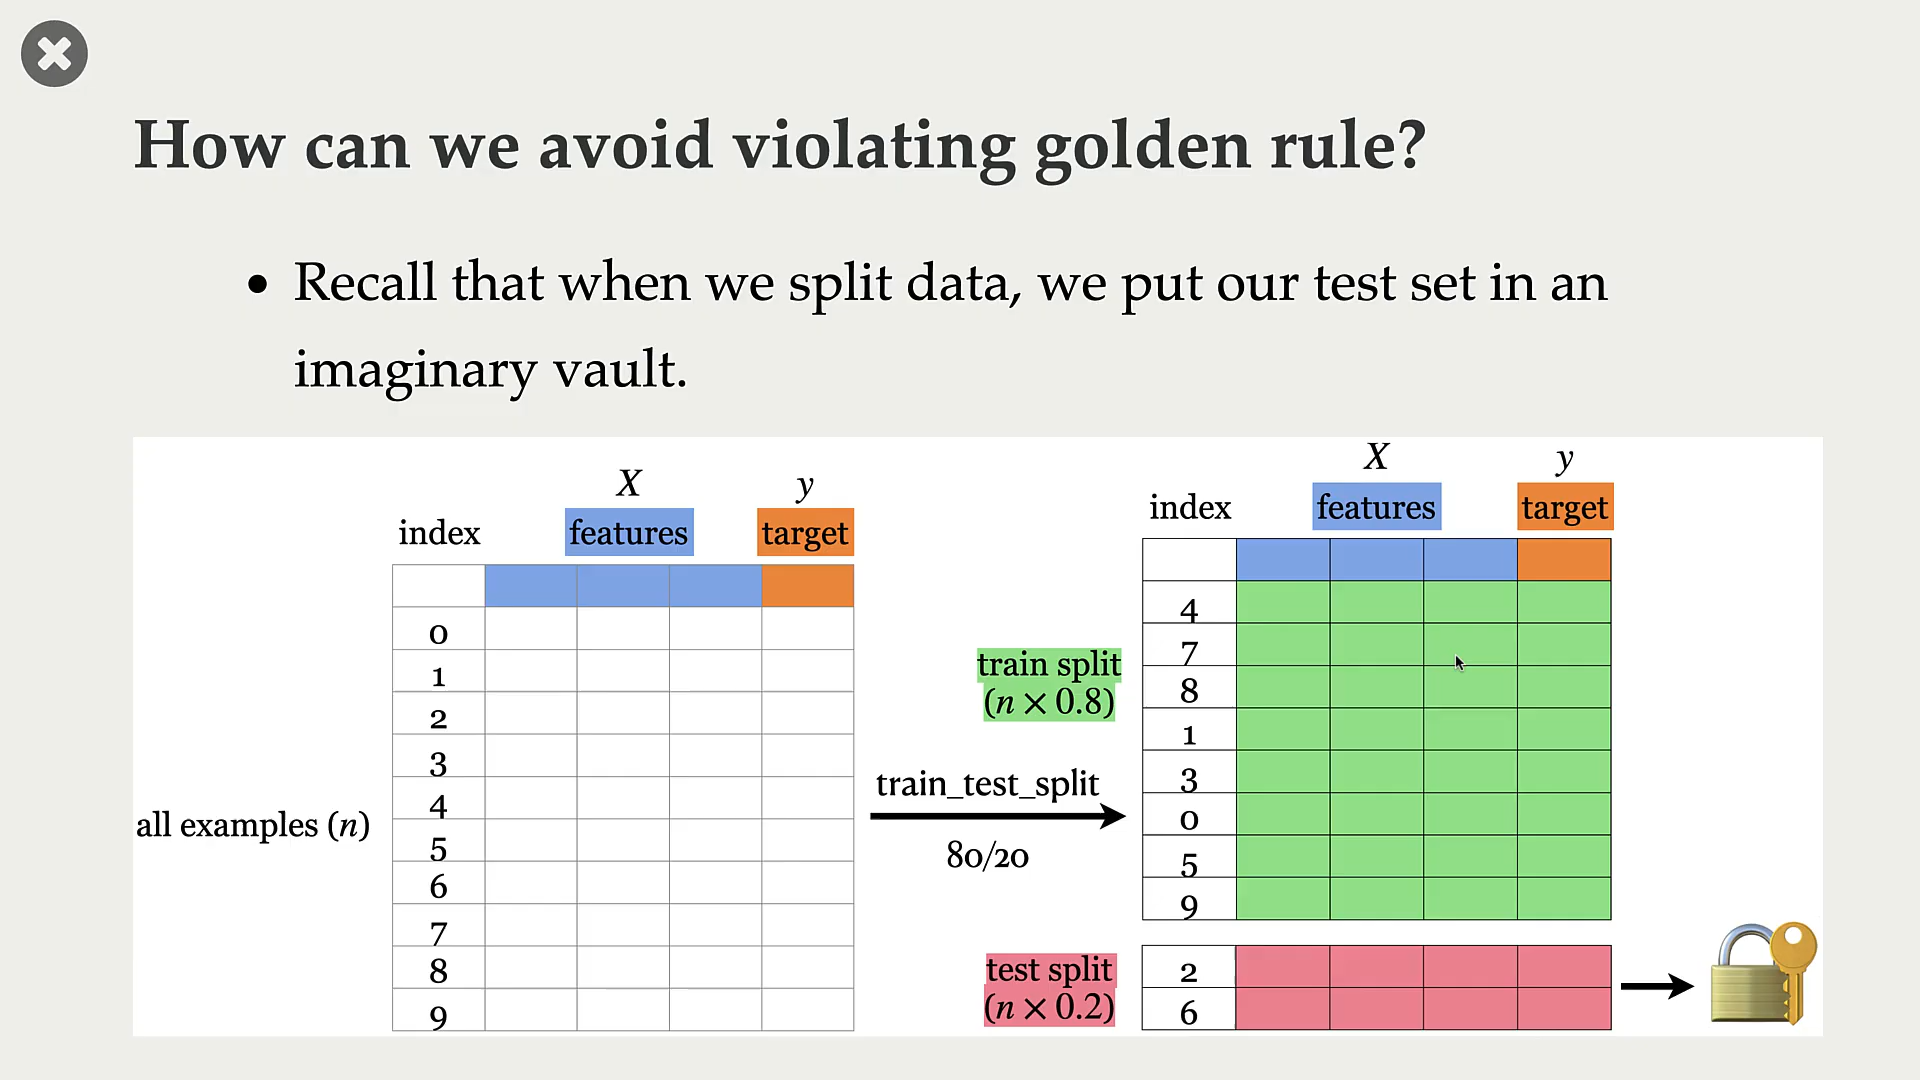 How can we avoid violating golden rule?
• Recall that when we split data, we put our test set in an
imaginary vault.
X
y
index
features
target
0
1
2
3
4
5
6
7
8
9
all examples (n)
train_test_split
80/20
X
y
index
features
target
train split
(n × 0.8)
4
7
8
1
3
0
5
9
test split
(n × 0.2)
2
6